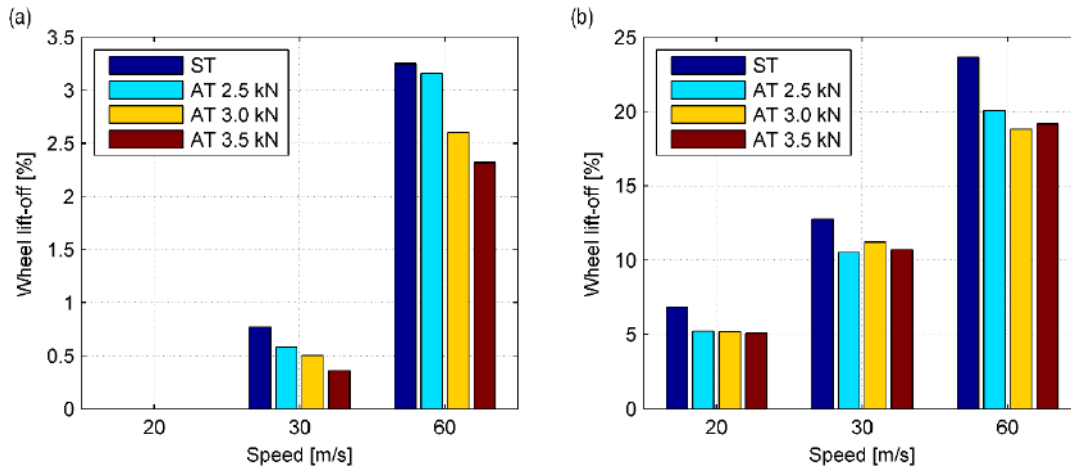 (a)
Wheel lift-off [%]
3.5
3
2.5
2
1.5
1
0.5
0
ST
AT 2.5 kN
AT 3.0 kN
AT 3.5 kN
20 30 60
Speed [m/s]
(b)
Wheel lift-off [%]
25
20
15
10
5
0
ST
AT 2.5 kN
AT 3.0 kN
AT 3.5 kN
20 30 60
Speed [m/s]